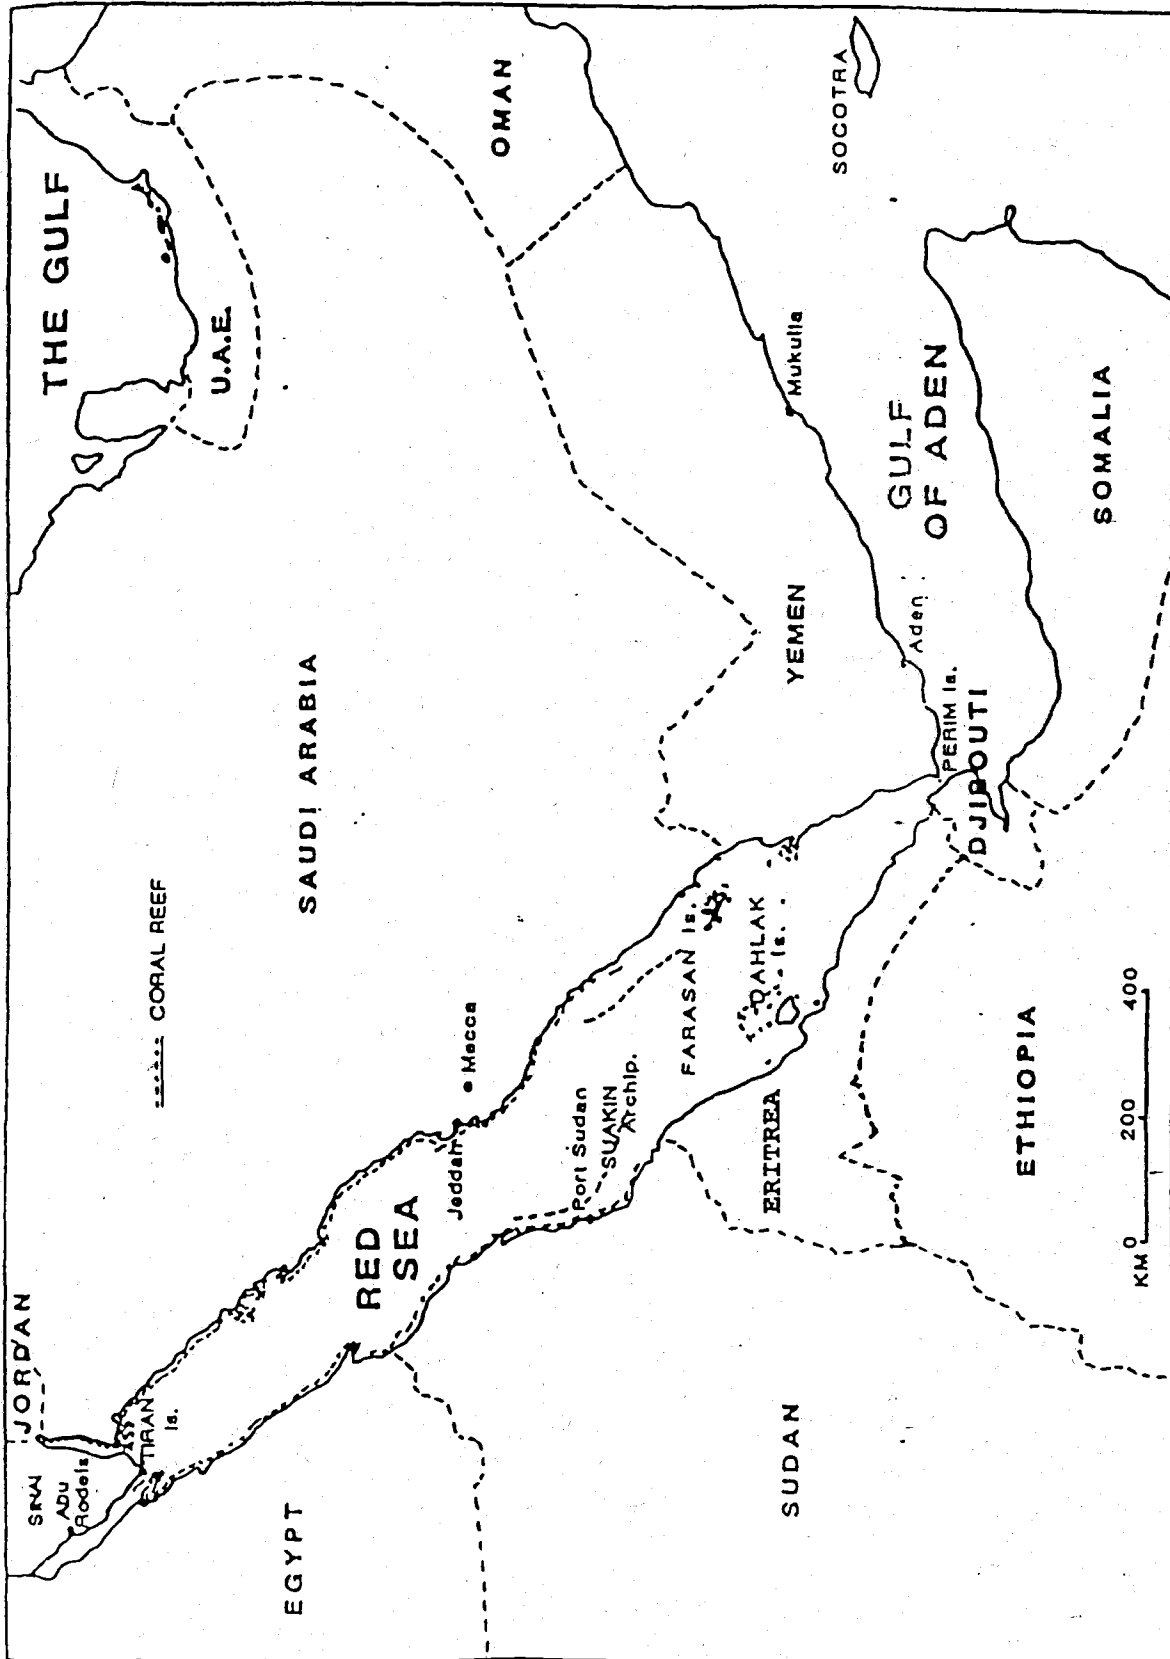 JORDAN
SINAI
Abu
Rodeis
TIRAN
Is.
EGYPT
RED
SEA
CORAL REEF
SAUDI ARABIA
THE GULF
U.A.E.
OMAN
Jeddah
Mecca
Port Sudan
SUAKIN
Archip.
FARASAN Is.
DAHLAK
Is.
YEMEN
Mukulla
SOCOTRA
GULF
OF ADEN
Aden
PERIM Is.
DJIBOUTI
SOMALIA
ERITREA
ETHIOPIA
SUDAN
KM 0 200 400